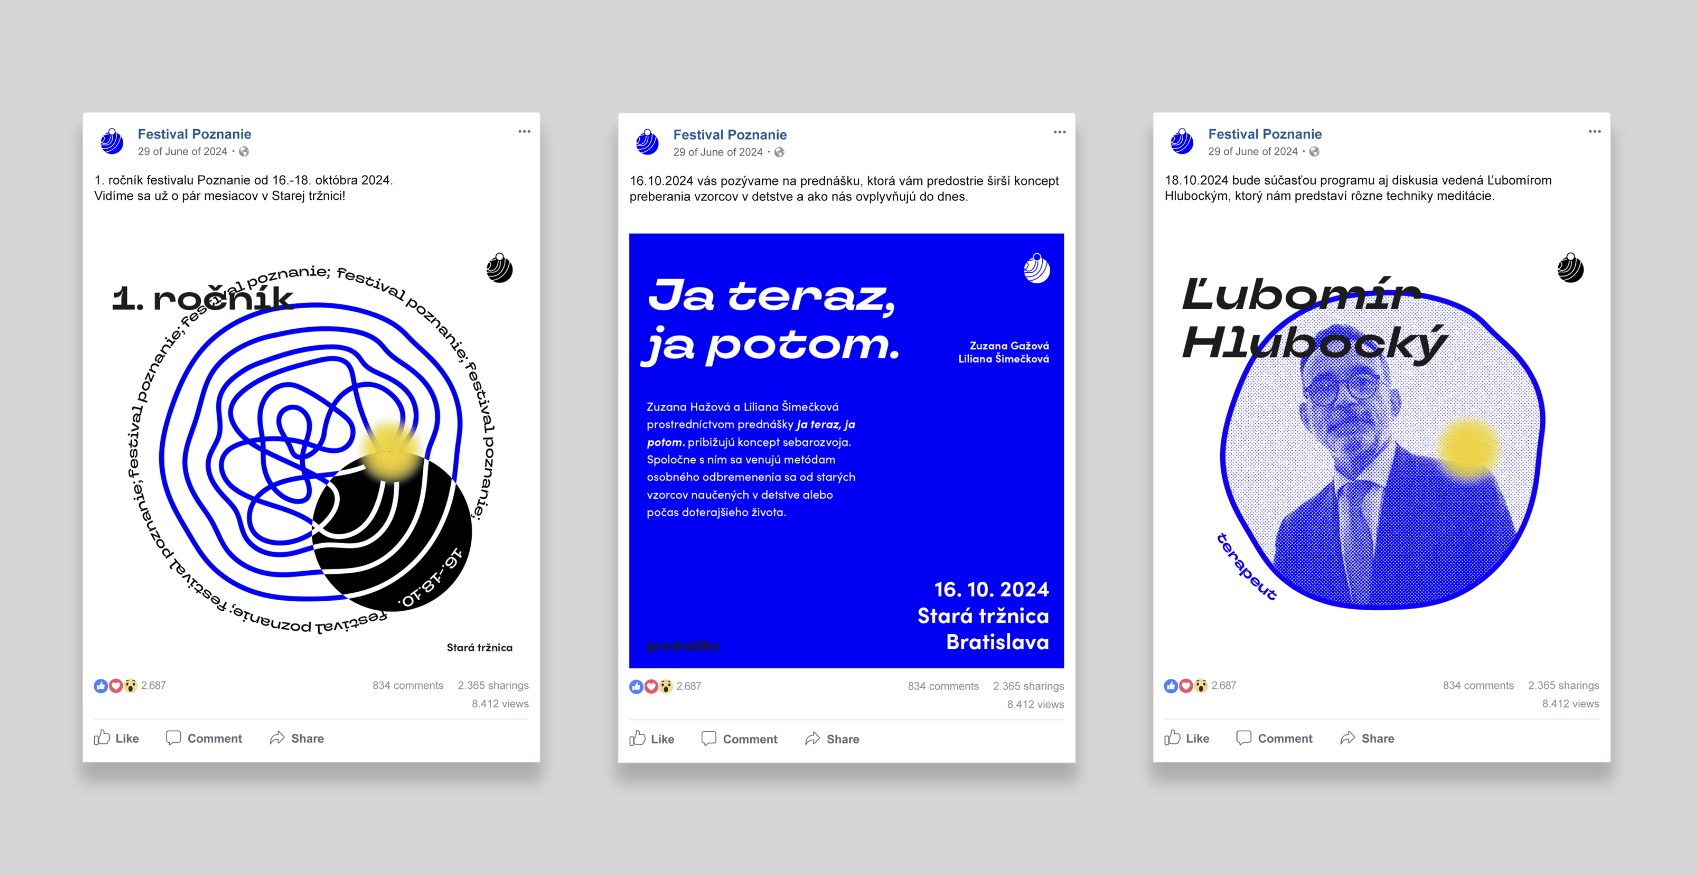 Festival Poznanie
29 of June of 2024 ·
1. ročník festivalu Poznanie od 16.-18. októbra 2024.
Vidíme sa už o pár mesiacov v Starej tržnici!
1. ročník
festival poznanie; festival poznanie; festival poznanie; festival poznanie; festival poznanie; festival poznanie;
16.-18.10.
Stará tržnica
2.687
834 comments 2.365 sharings
8.412 views
Like Comment Share
Festival Poznanie
29 of June of 2024 ·
16.10.2024 vás pozývame na prednášku, ktorá vám predostrie širší koncept
preberania vzorcov v detstve a ako nás ovplyvňujú do dnes.
Ja teraz,
ja potom.
Zuzana Gažová
Liliana Šimečková
Zuzana Hažová a Liliana Šimečková
prostredníctvom prednášky Ja teraz, ja
potom. pribižujú koncept sebarozvoja.
Spoločne s ním sa venujú metódam
osobného odbremenenia sa od starých
vzorcov naučených v detstve alebo
počas doterajšieho života.
16. 10. 2024
Stará tržnica
Bratislava
prednáška
2.687
834 comments 2.365 sharings
8.412 views
Like Comment Share
Festival Poznanie
29 of June of 2024 ·
18.10.2024 bude súčasťou programu aj diskusia vedená Ľubomírom
Hlubockým, ktorý nám predstaví rôzne techniky meditácie.
Ľubomír
Hlubocký
terapeut
2.687
834 comments 2.365 sharings
8.412 views
Like Comment Share